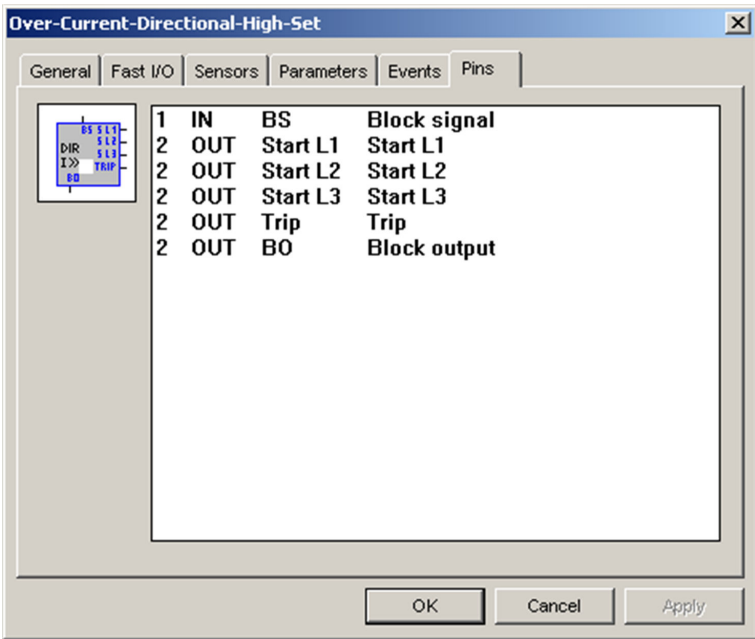 Over-Current-Directional-High-Set
General Fast I/O Sensors Parameters Events Pins
BS S L1
DIR S L2
I>> S L3
TRIP
BO
1 IN BS Block signal
2 OUT Start L1 Start L1
2 OUT Start L2 Start L2
2 OUT Start L3 Start L3
2 OUT Trip Trip
2 OUT BO Block output
OK Cancel Apply